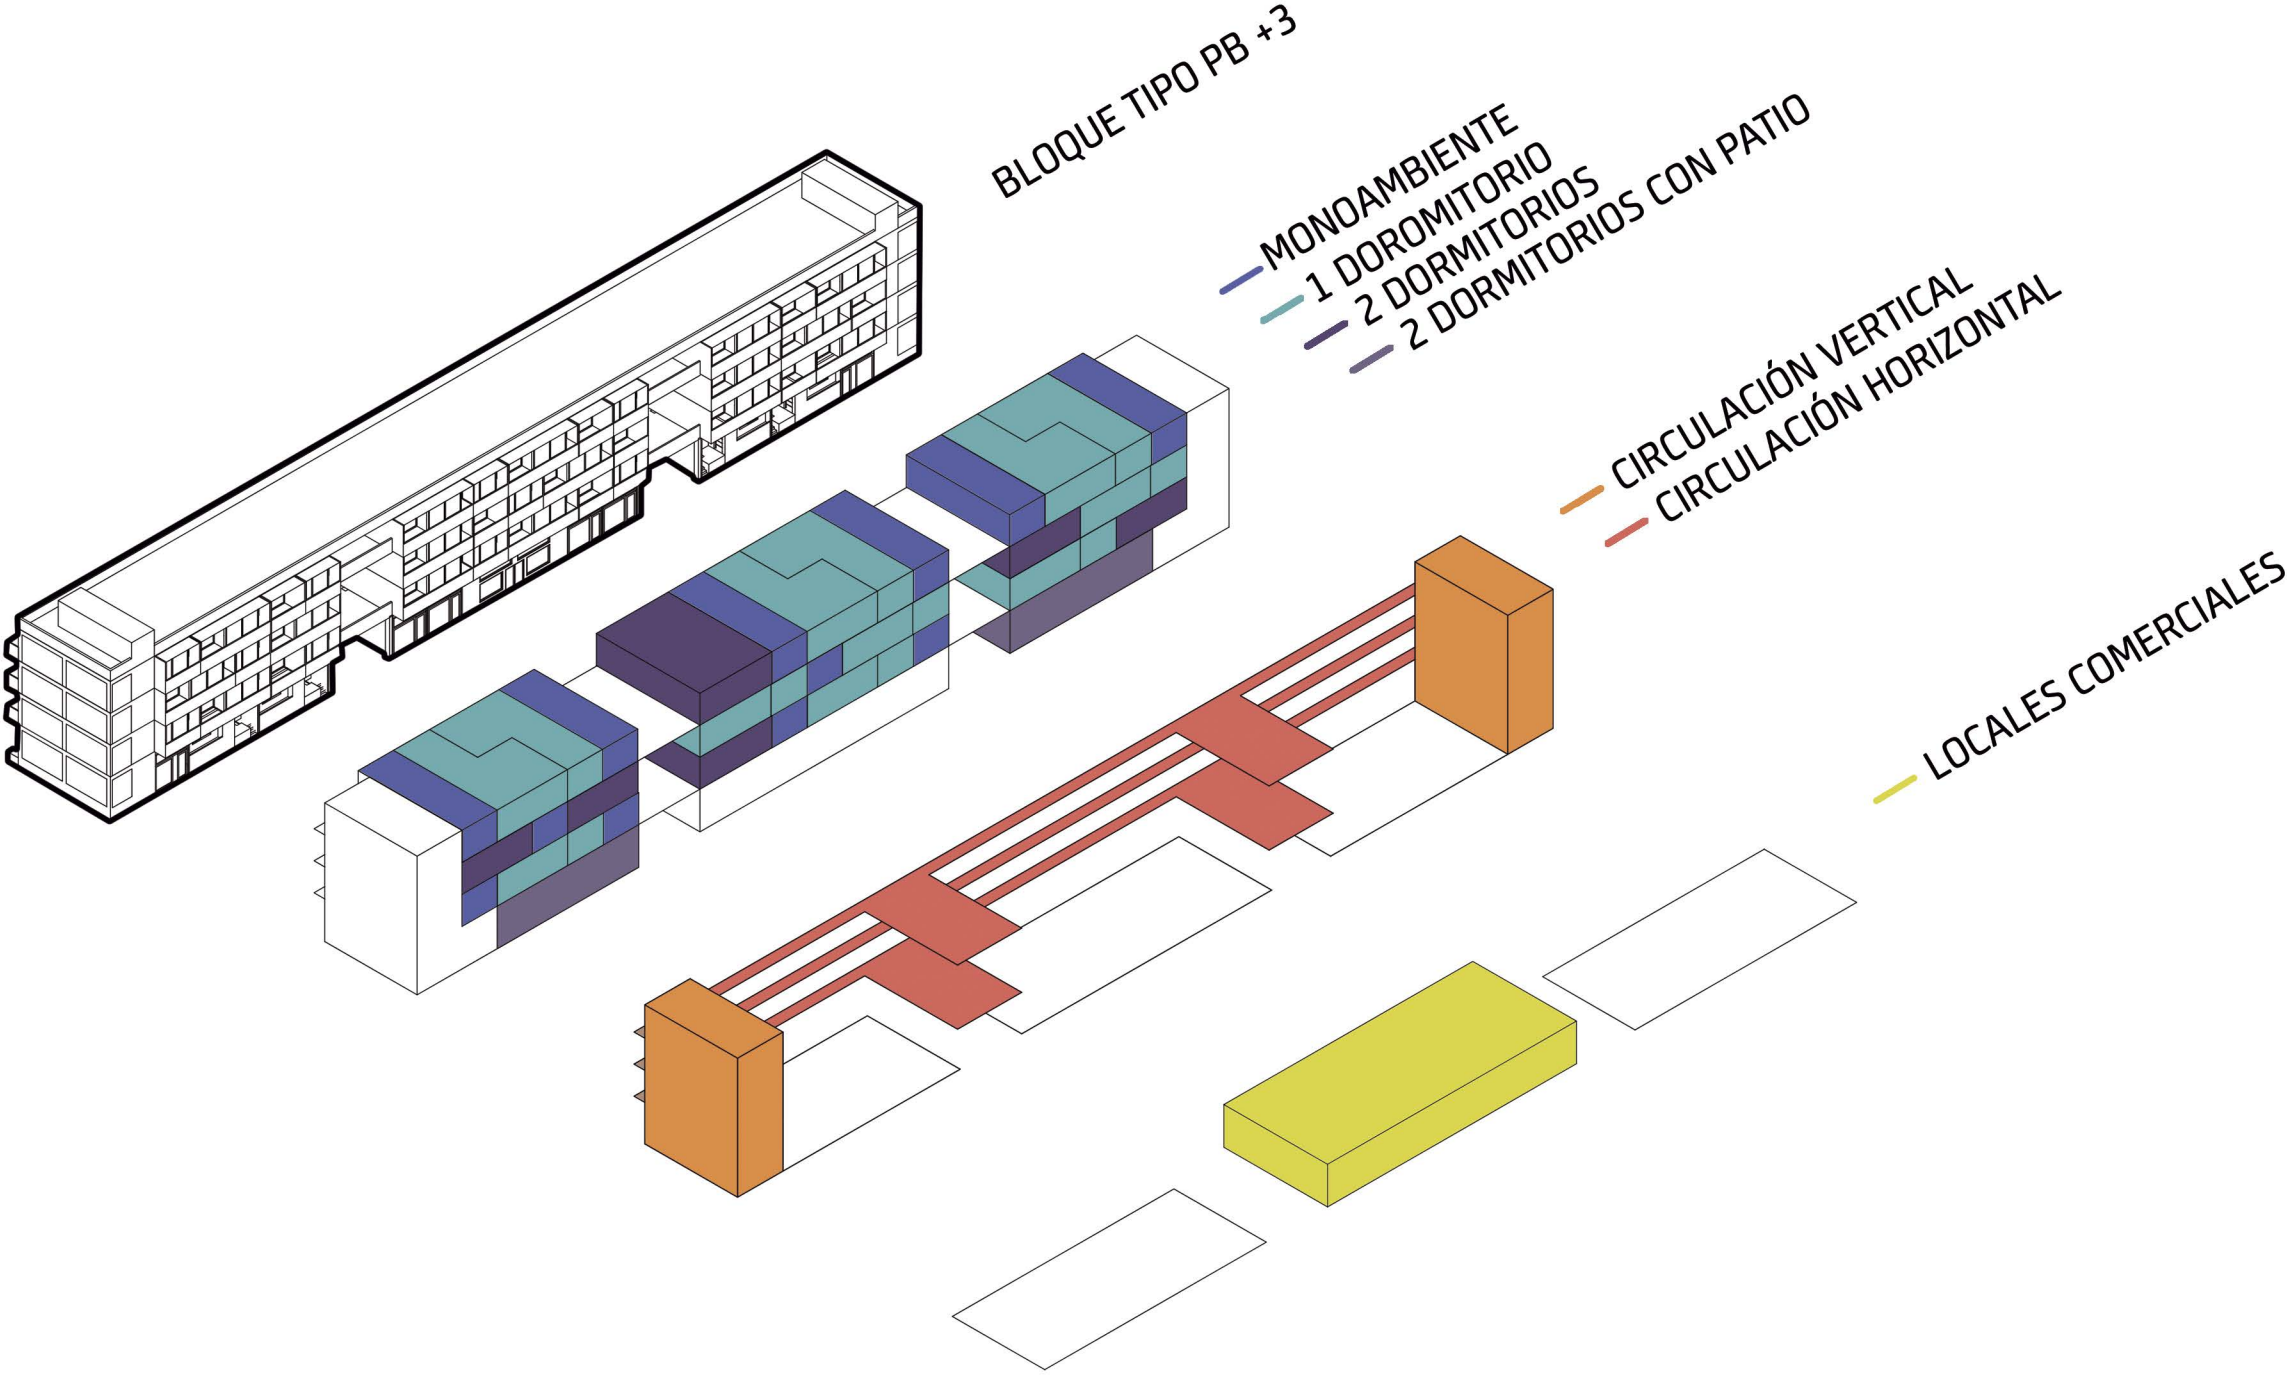 BLOQUE TIPO PB +3
MONOAMBIENTE
1 DOROMITORIO
2 DORMITORIOS
2 DORMITORIOS CON PATIO
CIRCULACIÓN VERTICAL
CIRCULACIÓN HORIZONTAL
LOCALES COMERCIALES